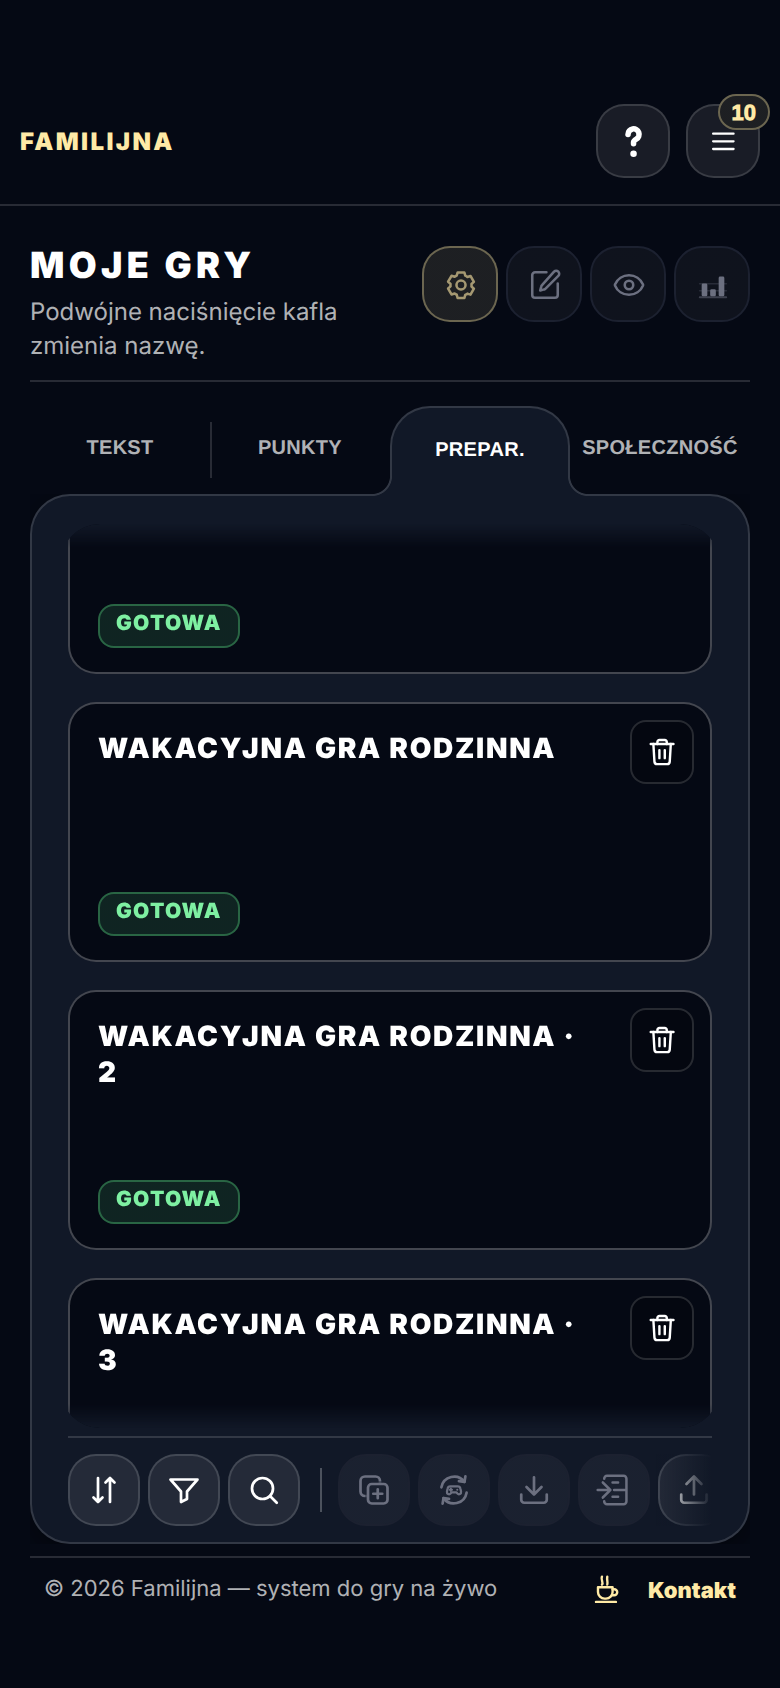 FAMILIJNA
?
10
MOJE GRY
Podwójne naciśnięcie kafla
zmienia nazwę.
TEKST
PUNKTY
PREPAR.
SPOŁECZNOŚĆ
GOTOWA
WAKACYJNA GRA RODZINNA
GOTOWA
WAKACYJNA GRA RODZINNA ·
2
GOTOWA
WAKACYJNA GRA RODZINNA ·
3
© 2026 Familijna — system do gry na żywo
Kontakt